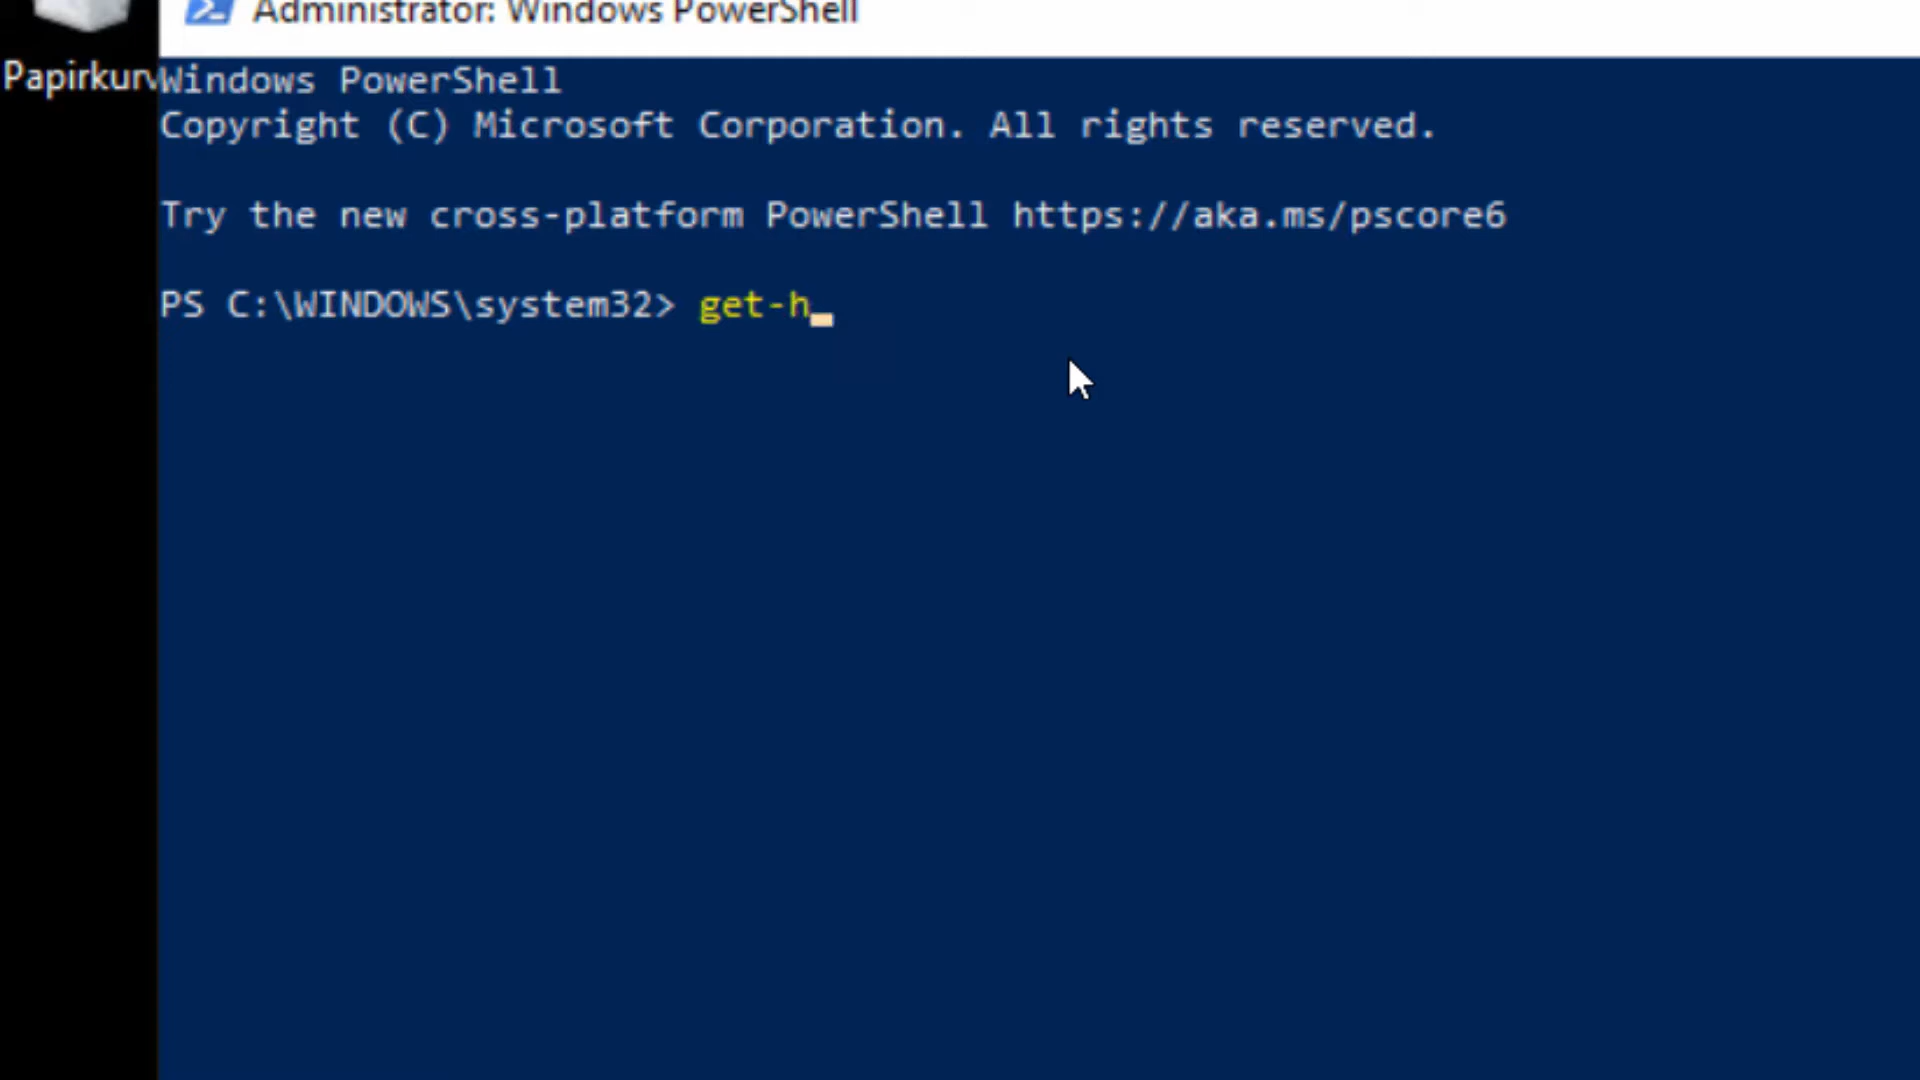 Administrator: Windows PowerShell
Papirkurv
Windows PowerShell
Copyright (C) Microsoft Corporation. All rights reserved.
Try the new cross-platform PowerShell https://aka.ms/pscore6
PS C:\WINDOWS\system32> get-h_